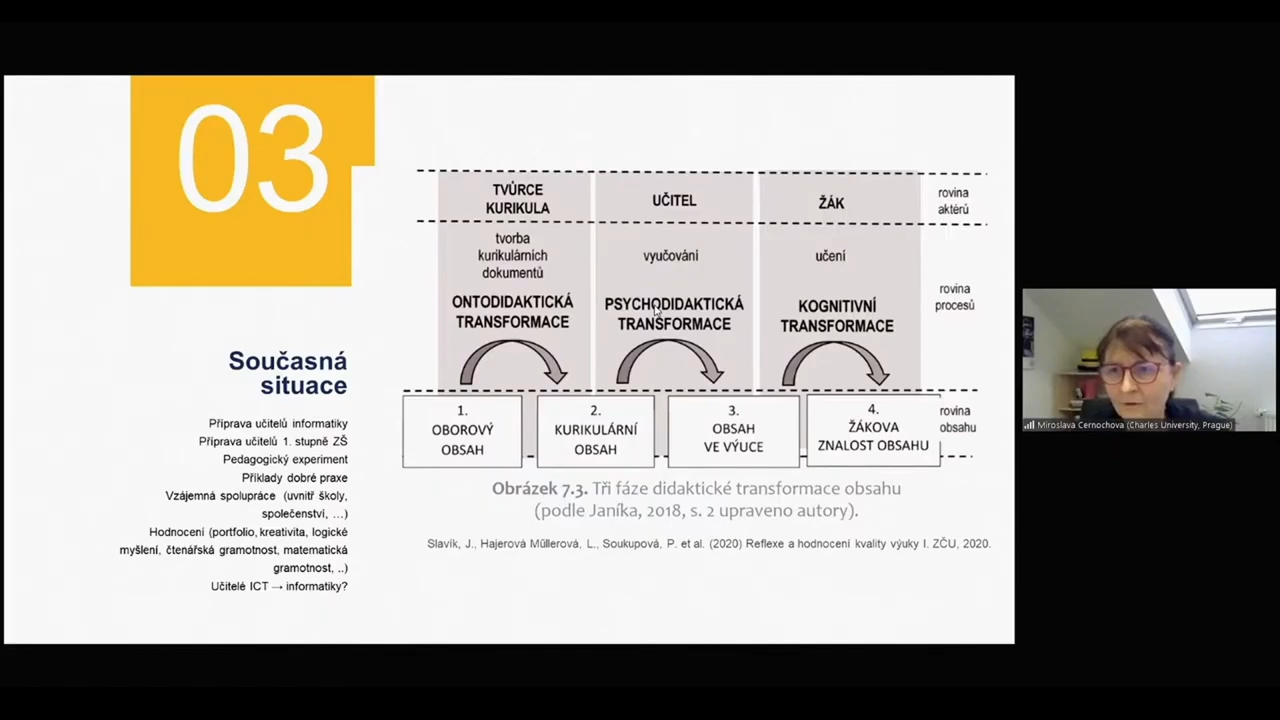 03
Současná
situace
Příprava učitelů informatiky
Příprava učitelů 1. stupně ZŠ
Pedagogický experiment
Příklady dobré praxe
Vzájemná spolupráce (uvnitř školy,
společenství, …)
Hodnocení (portfolio, kreativita, logické
myšlení, čtenářská gramotnost, matematická
gramotnost, ..)
Učitelé ICT → informatiky?
TVŮRCE
KURIKULA
UČITEL
ŽÁK
rovina
aktérů
tvorba
kurikulárních
dokumentů
vyučování
učení
rovina
procesů
ONTODIDAKTICKÁ
TRANSFORMACE
PSYCHODIDAKTICKÁ
TRANSFORMACE
KOGNITIVNÍ
TRANSFORMACE
1.
OBOROVÝ
OBSAH
2.
KURIKULÁRNÍ
OBSAH
3.
OBSAH
VE VÝUCE
4.
ŽÁKOVA
ZNALOST OBSAHU
rovina
obsahu
Obrázek 7.3. Tři fáze didaktické transformace obsahu
(podle Janíka, 2018, s. 2 upraveno autory).
Slavík, J., Hajerová Műllerová, L., Soukupová, P. et al. (2020) Reflexe a hodnocení kvality výuky I. ZČU, 2020.
Miroslava Cernochova (Charles University, Prague)